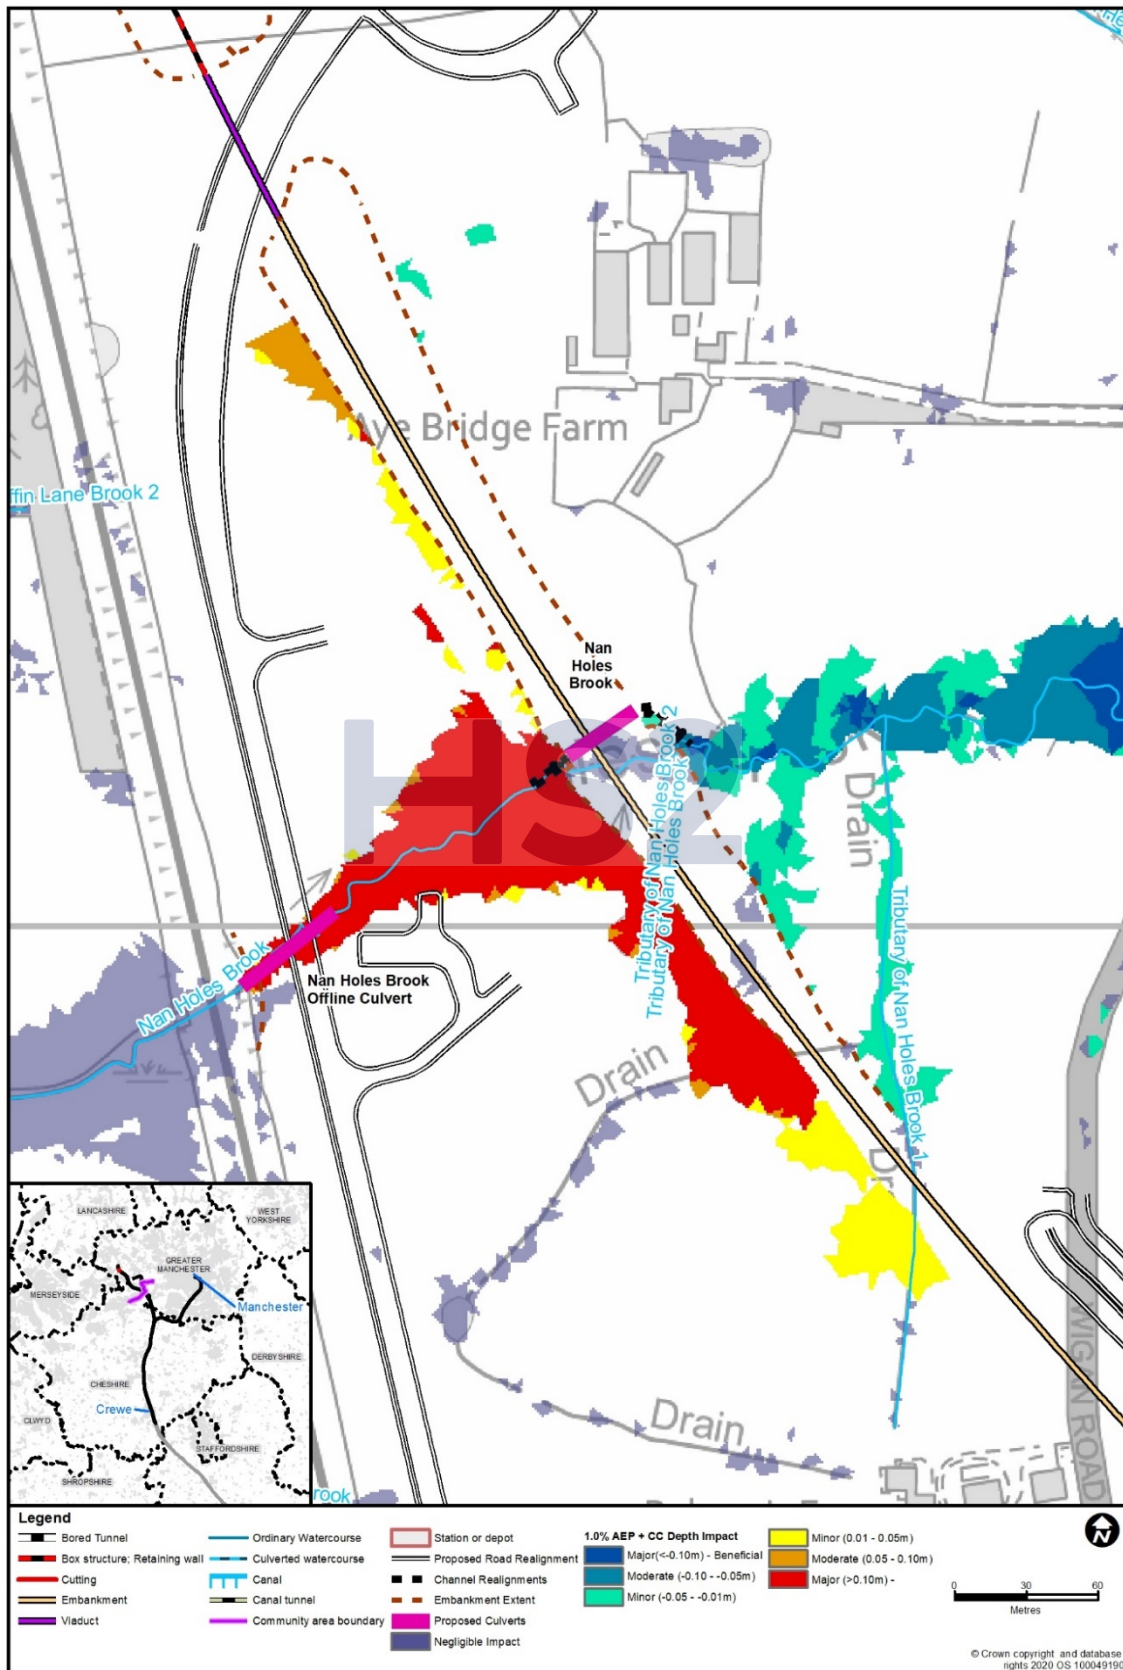 Aye Bridge Farm
ffin Lane Brook 2
Nan
Holes
Brook
HS2
Drain
Tributary of Nan Holes Brook 2
Tributary of Nan Holes Brook 2
Tributary of Nan Holes Brook 1
Nan Holes Brook
Nan Holes Brook
Offline Culvert
Drain
Drain
WIGAN ROAD
rook
LANCASHIRE
WEST
YORKSHIRE
GREATER
MANCHESTER
MERSEYSIDE
Manchester
DERBYSHIRE
CHESHIRE
Crewe
CLWYD
STAFFORDSHIRE
SHROPSHIRE
Legend
Bored Tunnel
Box structure; Retaining wall
Cutting
Embankment
Viaduct
Ordinary Watercourse
Culverted watercourse
Canal
Canal tunnel
Community area boundary
Station or depot
Proposed Road Realignment
Channel Realignments
Embankment Extent
Proposed Culverts
Negligible Impact
1.0% AEP + CC Depth Impact
Major(<-0.10m) - Beneficial
Moderate (-0.10 - -0.05m)
Minor (-0.05 - -0.01m)
Minor (0.01 - 0.05m)
Moderate (0.05 - 0.10m)
Major (>0.10m) -
N
0 30 60
Metres
© Crown copyright and database
rights 2020 OS 100049190